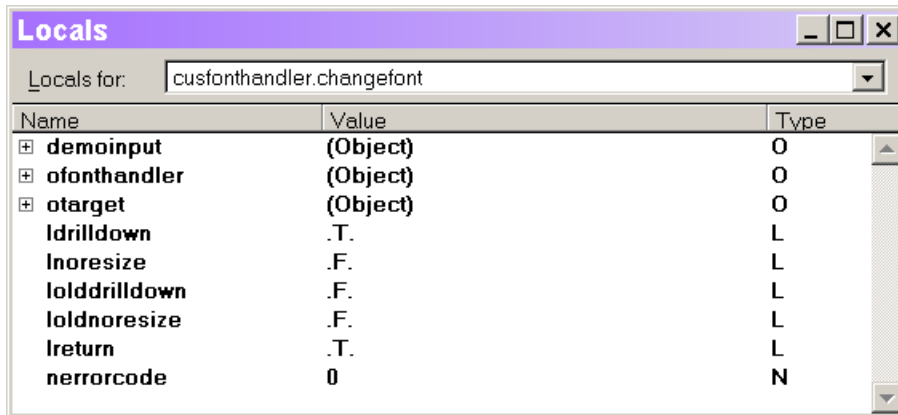 Locals
Locals for: cusfonthandler.changefont
Name Value Type
demoinput (Object) O
ofonthandler (Object) O
otarget (Object) O
ldrilldown .T. L
lnoresize .F. L
lolddrilldown .F. L
loldnoresize .F. L
lreturn .T. L
nerrorcode 0 N